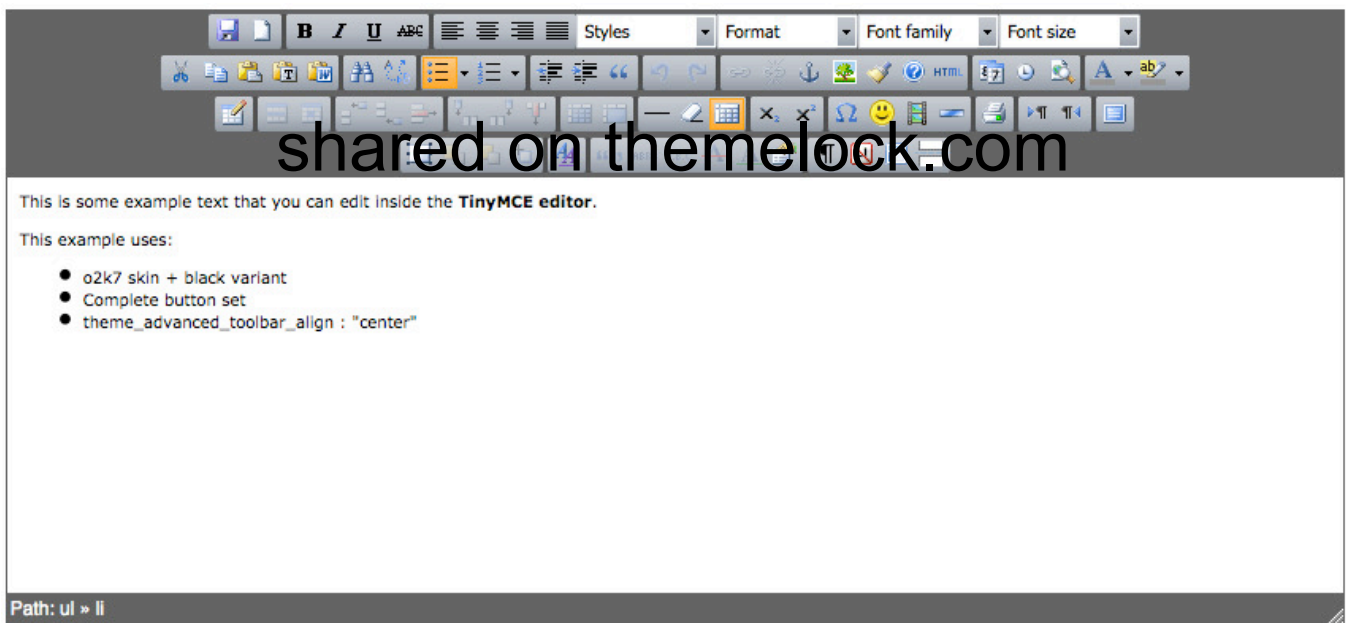 B I U ABC Styles Format Font family Font size
HTML
shared on themelock.com
This is some example text that you can edit inside the TinyMCE editor.
This example uses:
o2k7 skin + black variant
Complete button set
theme_advanced_toolbar_align : "center"
Path: ul » li